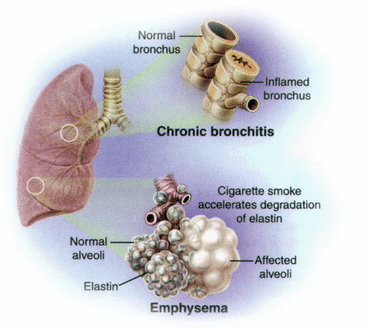 Normal
bronchus
Inflamed
bronchus
Chronic bronchitis
Cigarette smoke
accelerates degradation
of elastin
Normal
alveoli
Affected
alveoli
Elastin
Emphysema